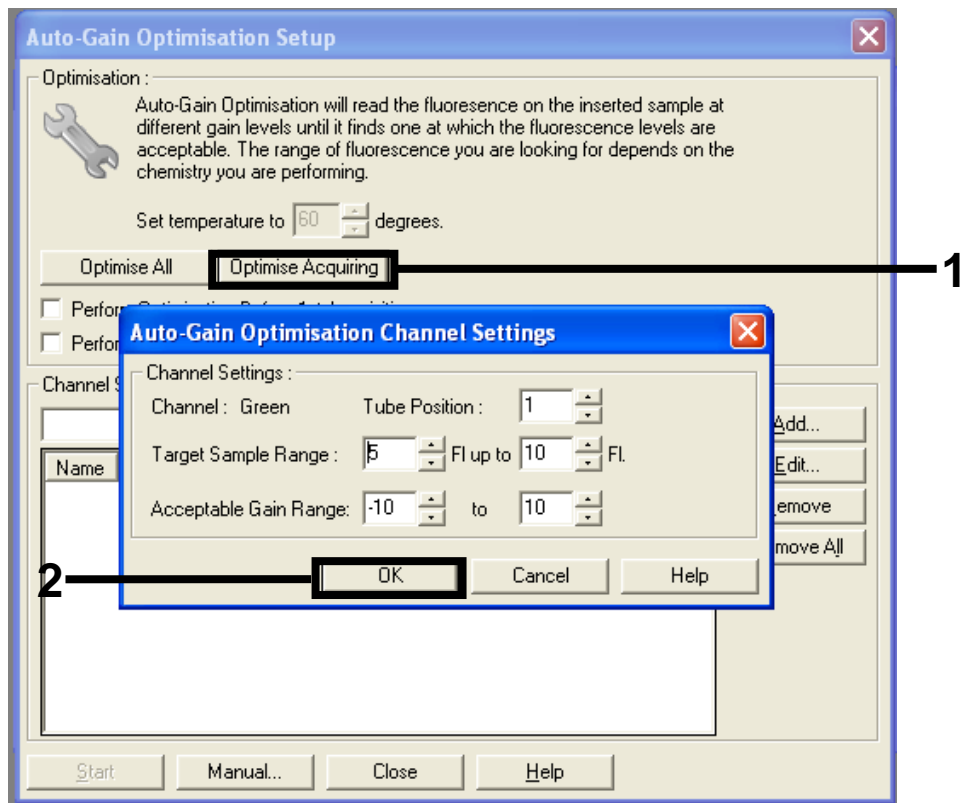 Auto-Gain Optimisation Setup
Optimisation :
Auto-Gain Optimisation will read the fluoresence on the inserted sample at
different gain levels until it finds one at which the fluorescence levels are
acceptable. The range of fluorescence you are looking for depends on the
chemistry you are performing.
Set temperature to 60 degrees.
Optimise All Optimise Acquiring 1
Perfor
Perfor
Auto-Gain Optimisation Channel Settings
Channel Settings :
Channel : Green Tube Position : 1
Target Sample Range : 5 Fl up to 10 Fl.
Acceptable Gain Range: -10 to 10
2 OK Cancel Help
Channel S
Name
Add...
Edit...
emove
move All
Start Manual... Close Help